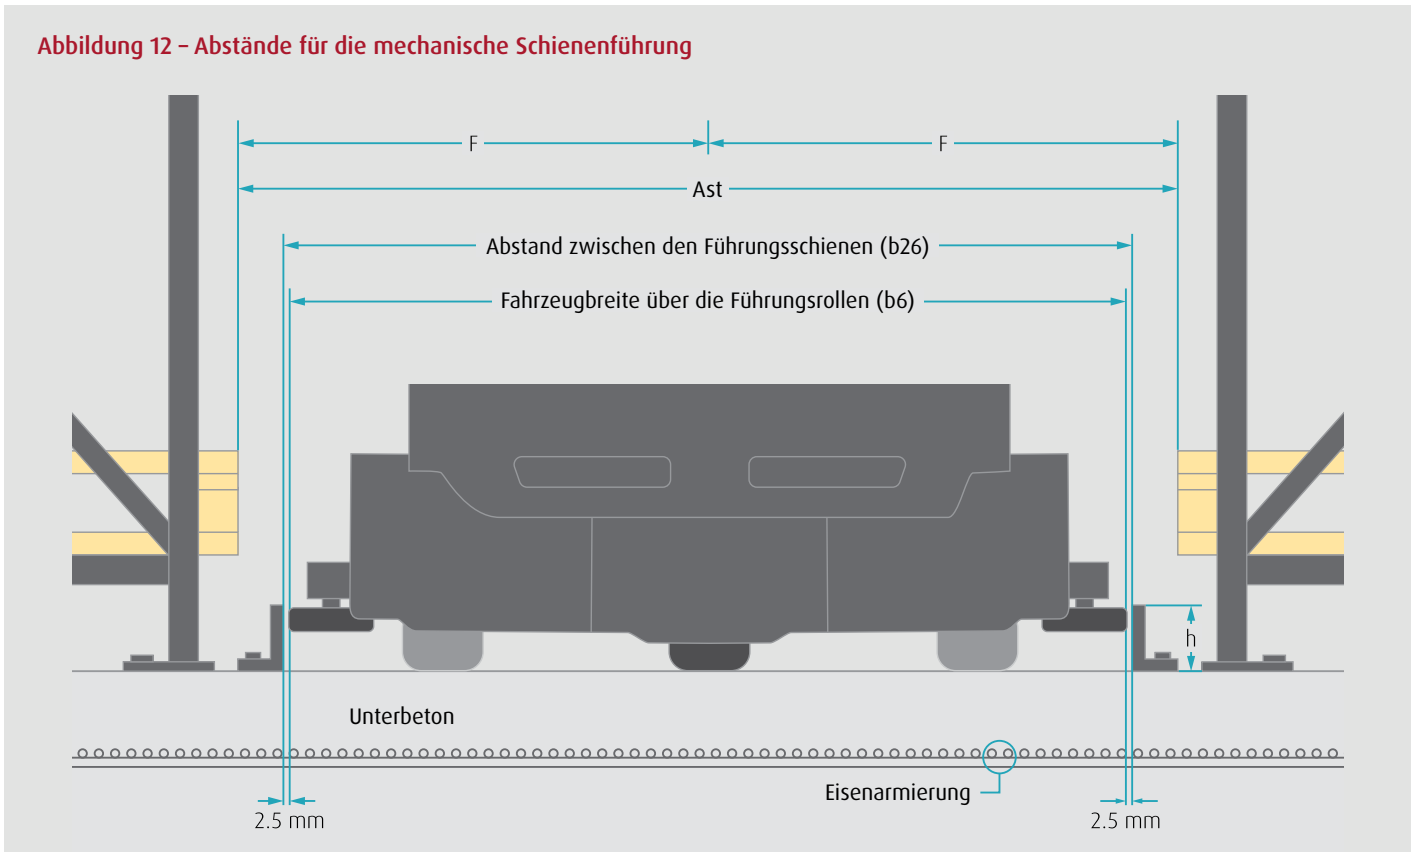 Abbildung 12 – Abstände für die mechanische Schienenführung
F
F
Ast
Abstand zwischen den Führungsschienen (b26)
Fahrzeugbreite über die Führungsrollen (b6)
h
Unterbeton
Eisenarmierung
2.5 mm
2.5 mm